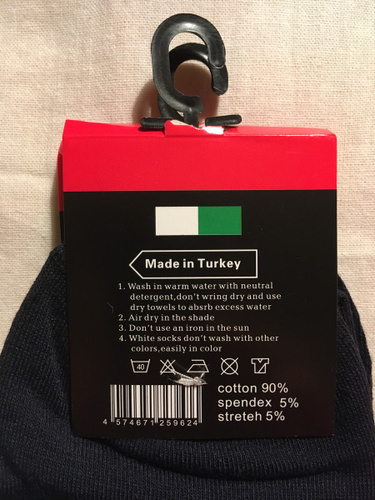 Made in Turkey
1. Wash in warm water with neutral
detergent,don't wring dry and use
dry towels to absrb excess water
2. Air dry in the shade
3. Don't use an iron in the sun
4. White socks don't wash with other
colors,easily in color
40
cotton 90%
spendex 5%
streteh 5%
4 574671 259624